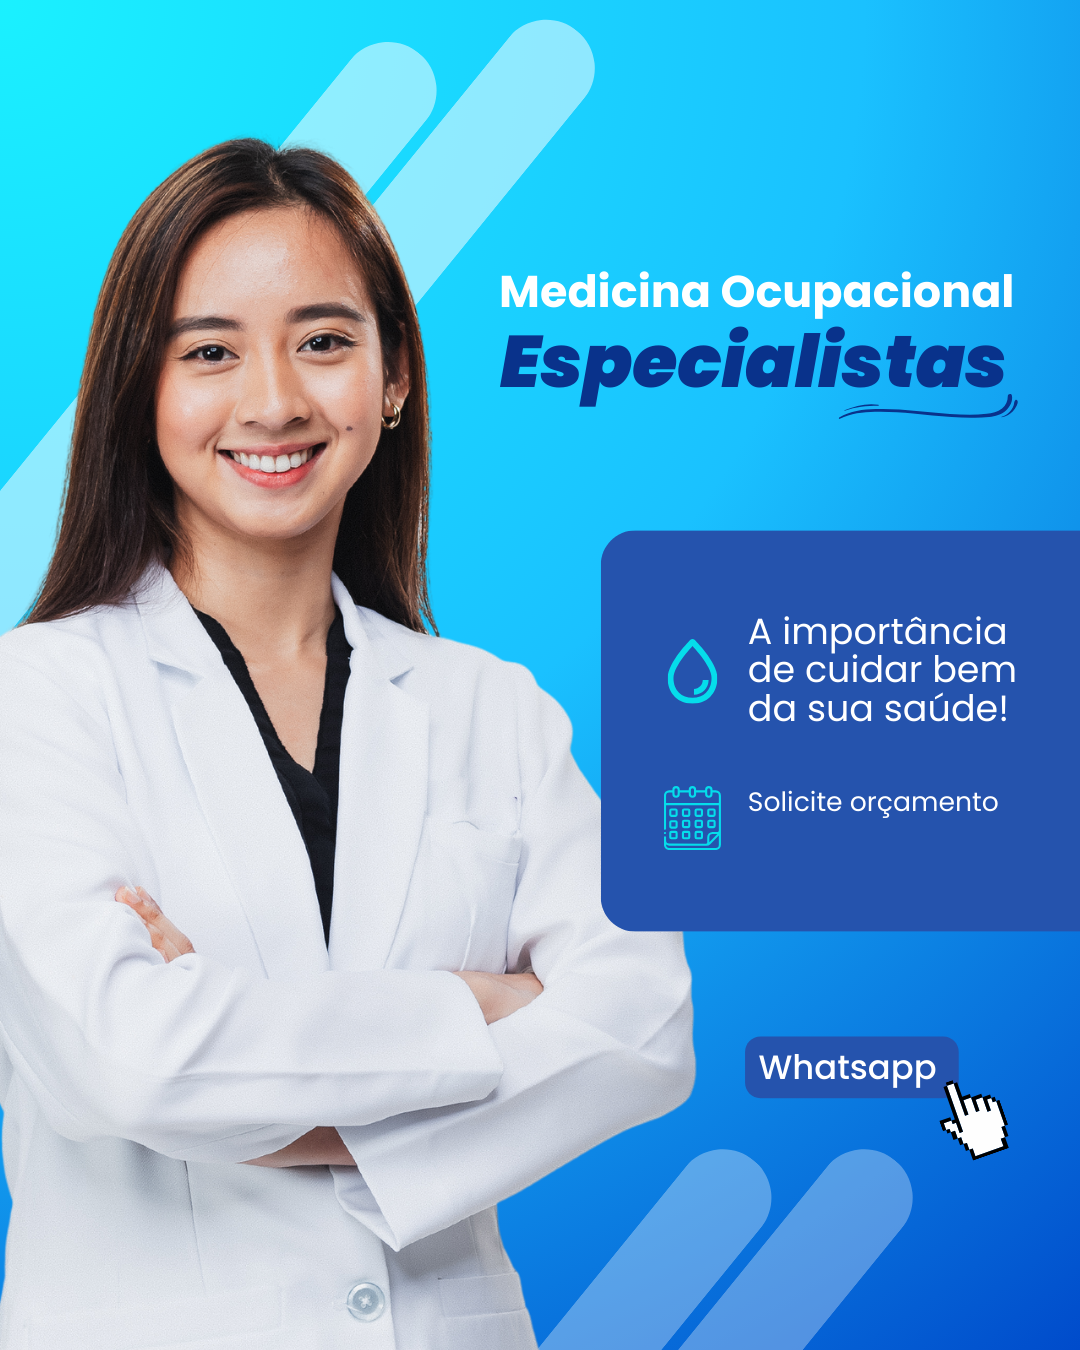 Medicina Ocupacional
Especialistas
A importância
de cuidar bem
da sua saúde!
Solicite orçamento
Whatsapp